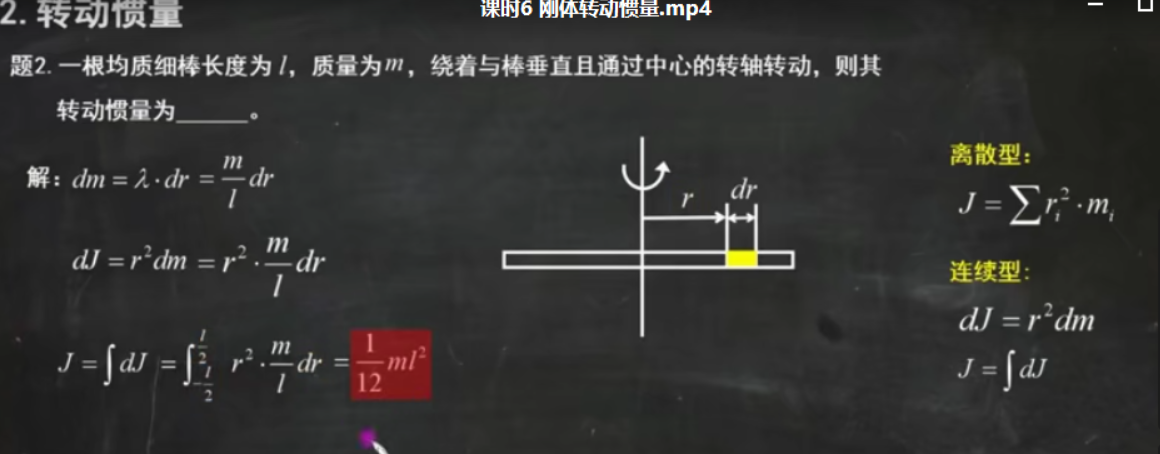 课时6 刚体转动惯量.mp4
2.转动惯量
题2.一根均质细棒长度为 l，质量为m，绕着与棒垂直且通过中心的转轴转动，则其
转动惯量为______。
解：dm = λ·dr = m/l dr
dJ = r²dm = r²·m/l dr
J = ∫dJ = ∫_{-l/2}^{l/2} r²·m/l dr = 1/12 ml²
r
dr
离散型：
J = ∑r_i²·m_i
连续型：
dJ = r²dm
J = ∫dJ